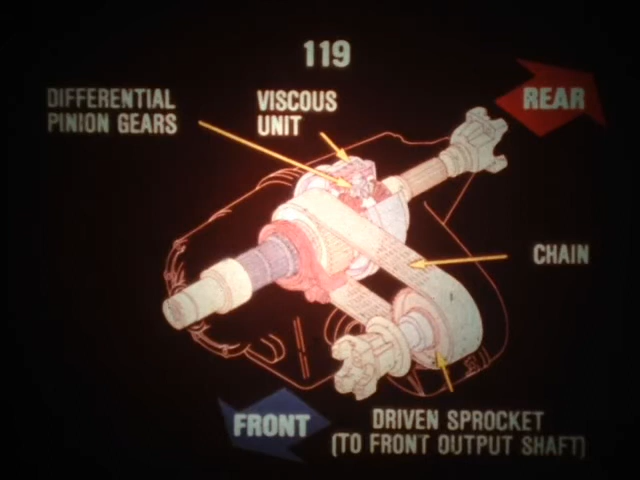 119
REAR
DIFFERENTIAL
PINION GEARS
VISCOUS
UNIT
CHAIN
FRONT
DRIVEN SPROCKET
(TO FRONT OUTPUT SHAFT)